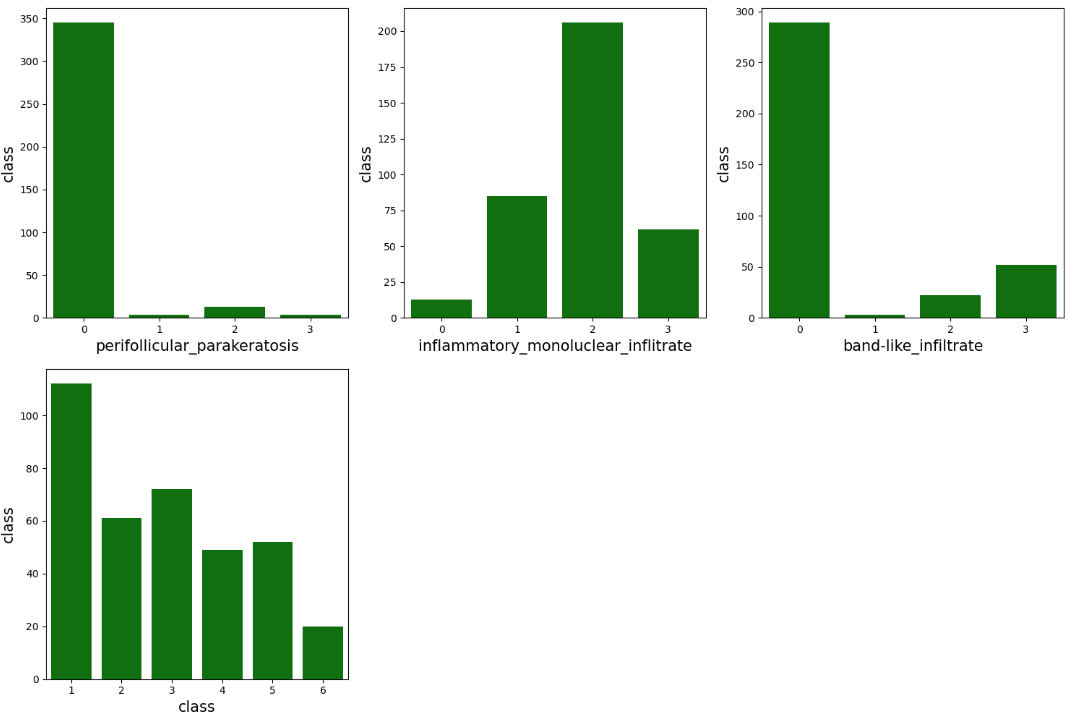 350
300
250
200
150
100
50
0
class
0 1 2 3
perifollicular_parakeratosis
200
175
150
125
100
75
50
25
0
class
0 1 2 3
inflammatory_monoluclear_inflitrate
300
250
200
150
100
50
0
class
0 1 2 3
band-like_infiltrate
100
80
60
40
20
0
class
1 2 3 4 5 6
class